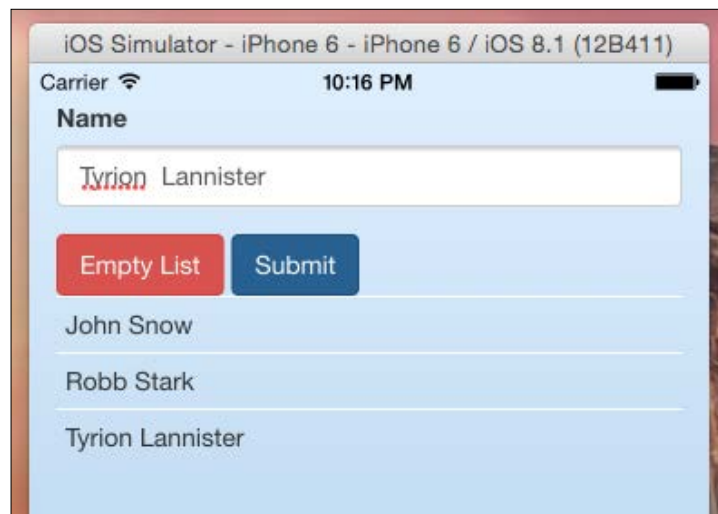 iOS Simulator - iPhone 6 - iPhone 6 / iOS 8.1 (12B411)
Carrier 10:16 PM
Name
Tyrion Lannister
Empty List Submit
John Snow
Robb Stark
Tyrion Lannister